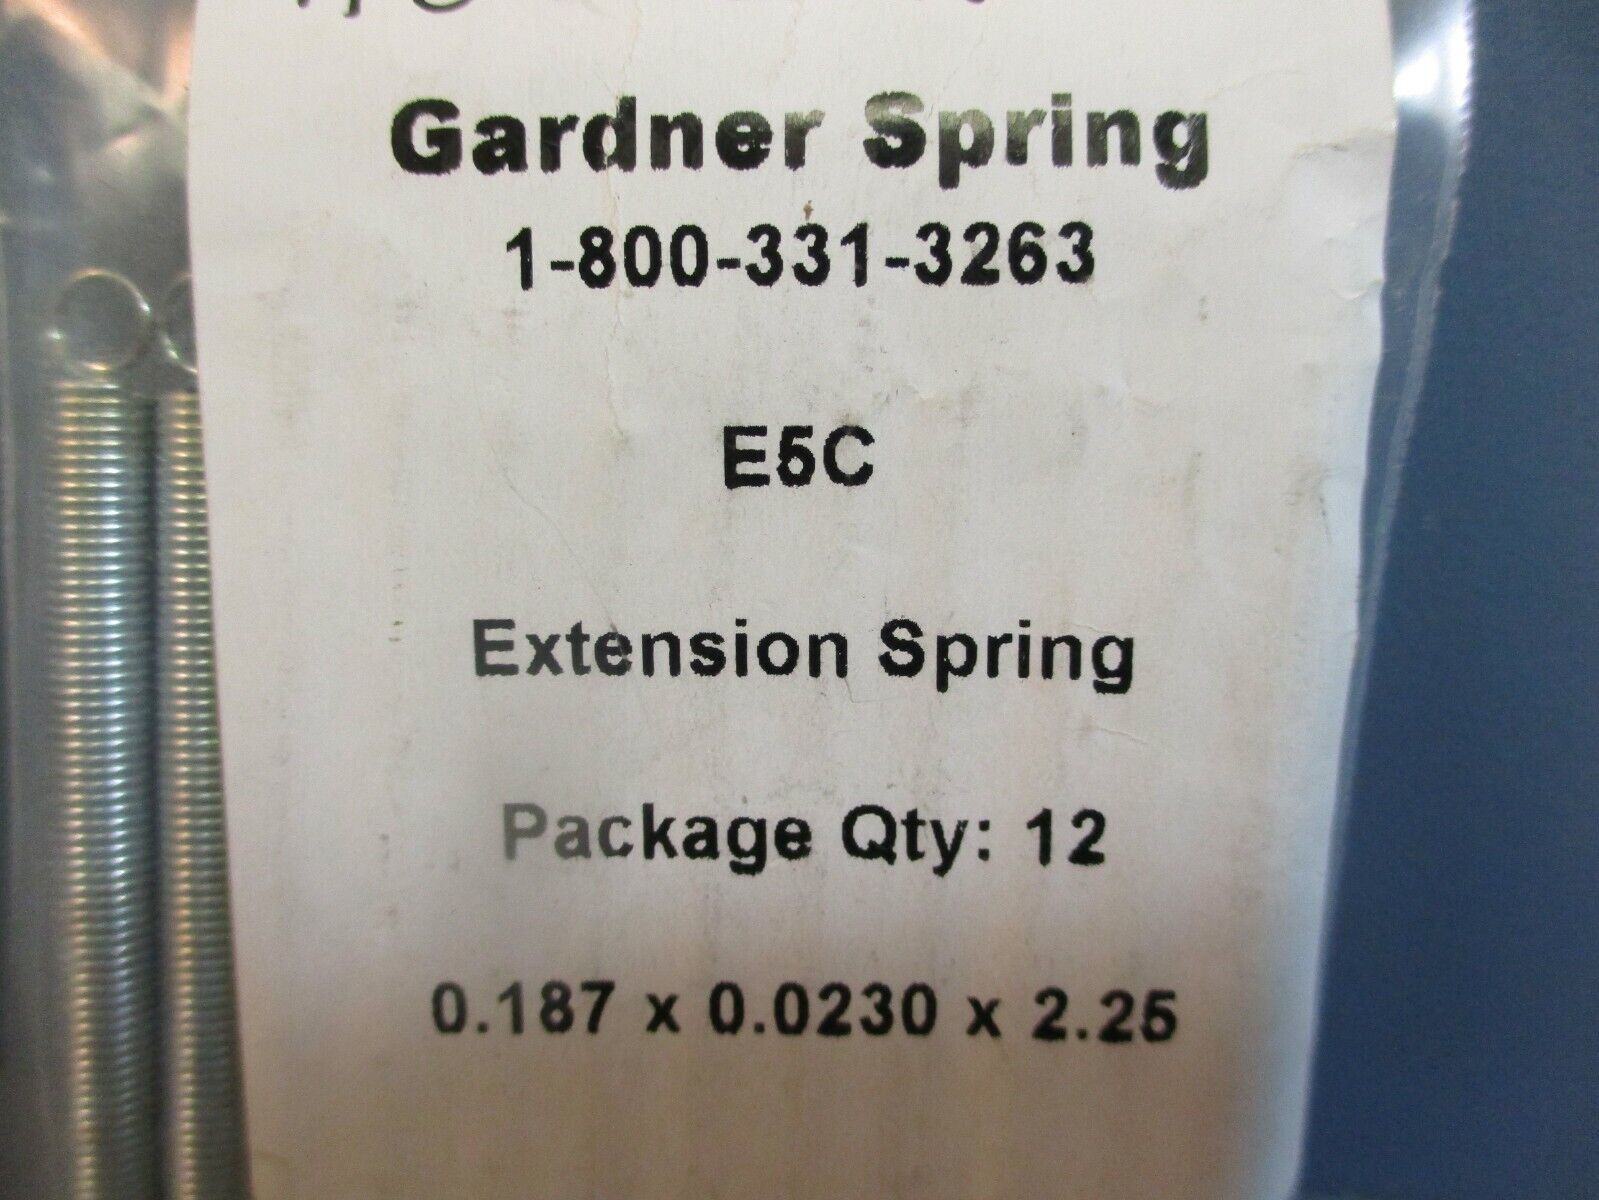 Gardner Spring
1-800-331-3263
E5C
Extension Spring
Package Qty: 12
0.187 x 0.0230 x 2.25